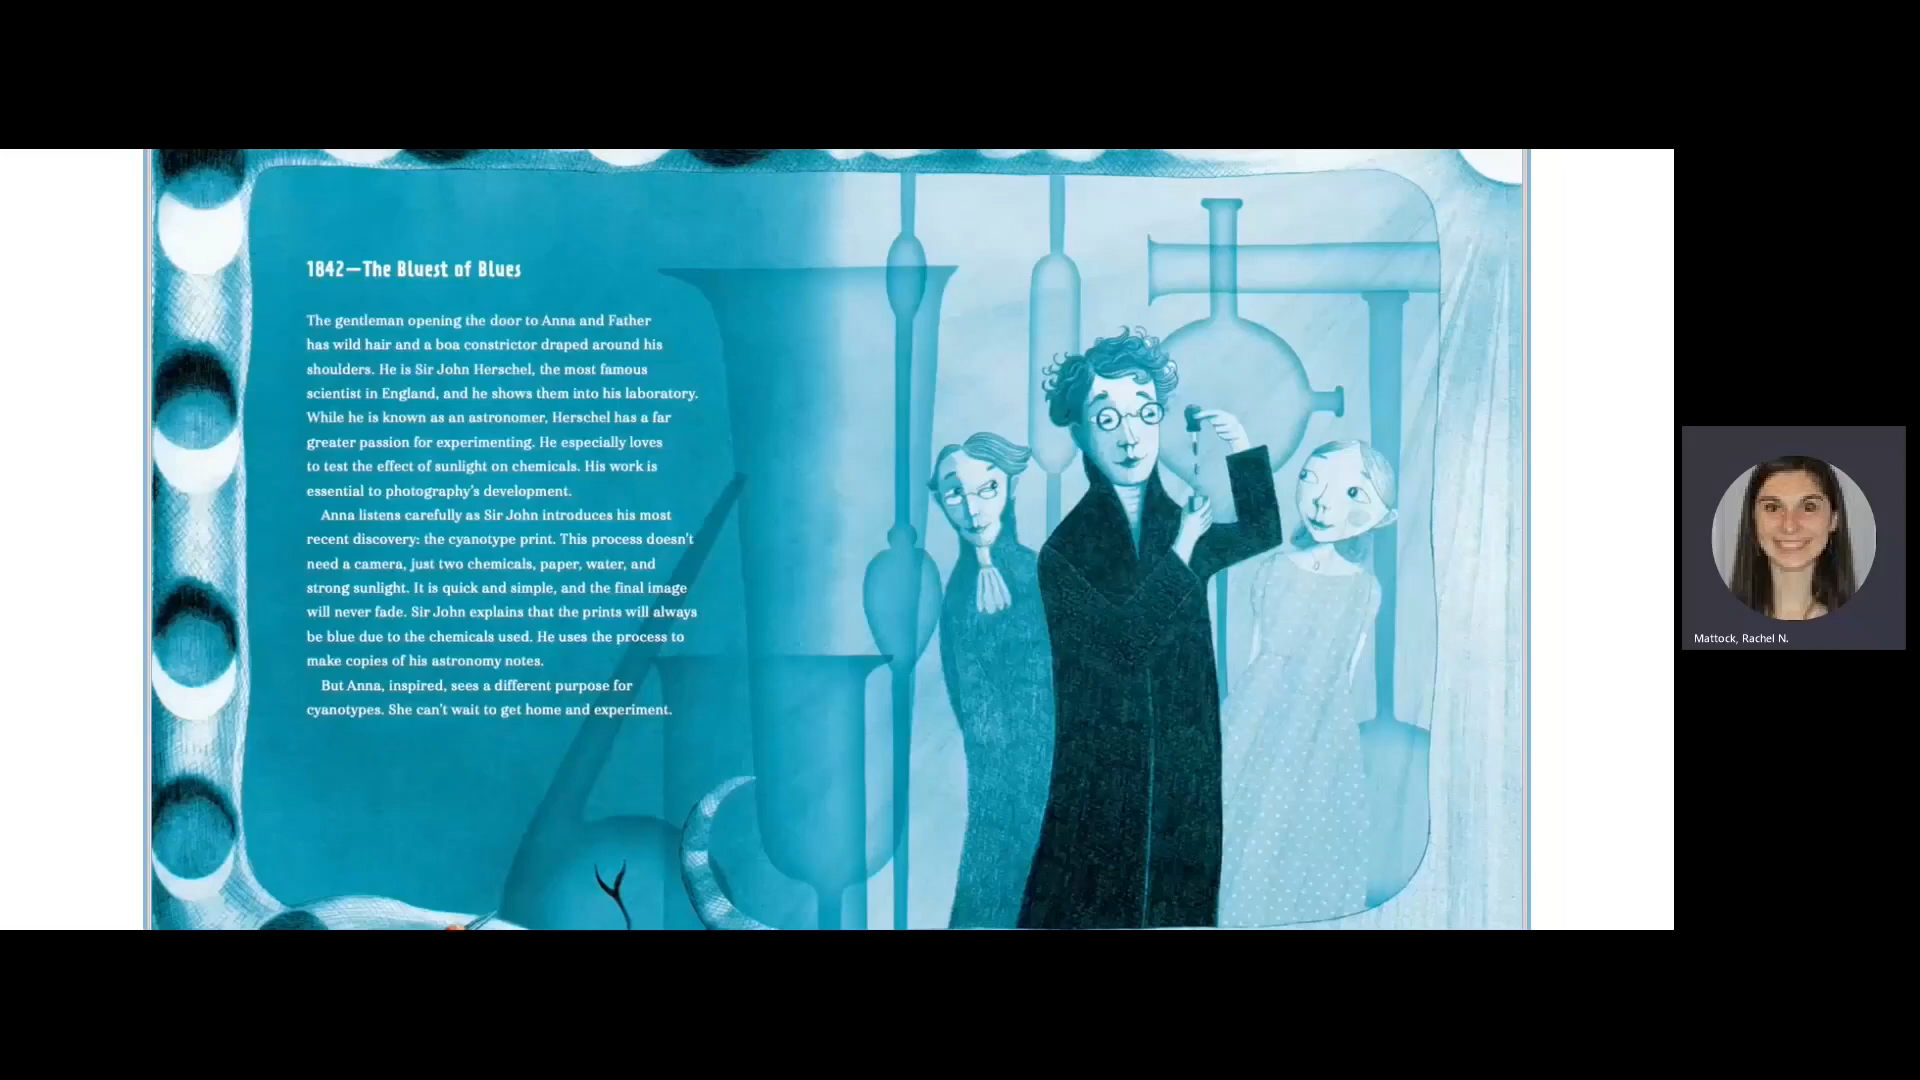 1842—The Bluest of Blues
The gentleman opening the door to Anna and Father
has wild hair and a boa constrictor draped around his
shoulders. He is Sir John Herschel, the most famous
scientist in England, and he shows them into his laboratory.
While he is known as an astronomer, Herschel has a far
greater passion for experimenting. He especially loves
to test the effect of sunlight on chemicals. His work is
essential to photography's development.
Anna listens carefully as Sir John introduces his most
recent discovery: the cyanotype print. This process doesn't
need a camera, just two chemicals, paper, water, and
strong sunlight. It is quick and simple, and the final image
will never fade. Sir John explains that the prints will always
be blue due to the chemicals used. He uses the process to
make copies of his astronomy notes.
But Anna, inspired, sees a different purpose for
cyanotypes. She can't wait to get home and experiment.
Mattock, Rachel N.